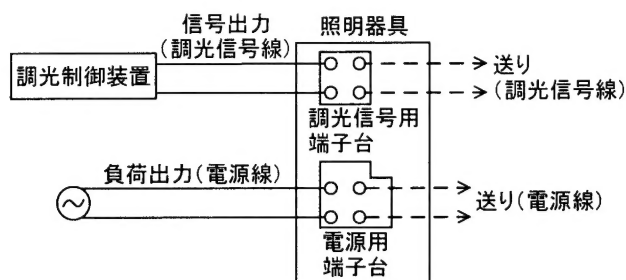 信号出力
(調光信号線)
照明器具
調光制御装置
送り
(調光信号線)
調光信号用
端子台
負荷出力(電源線)
送り(電源線)
電源用
端子台